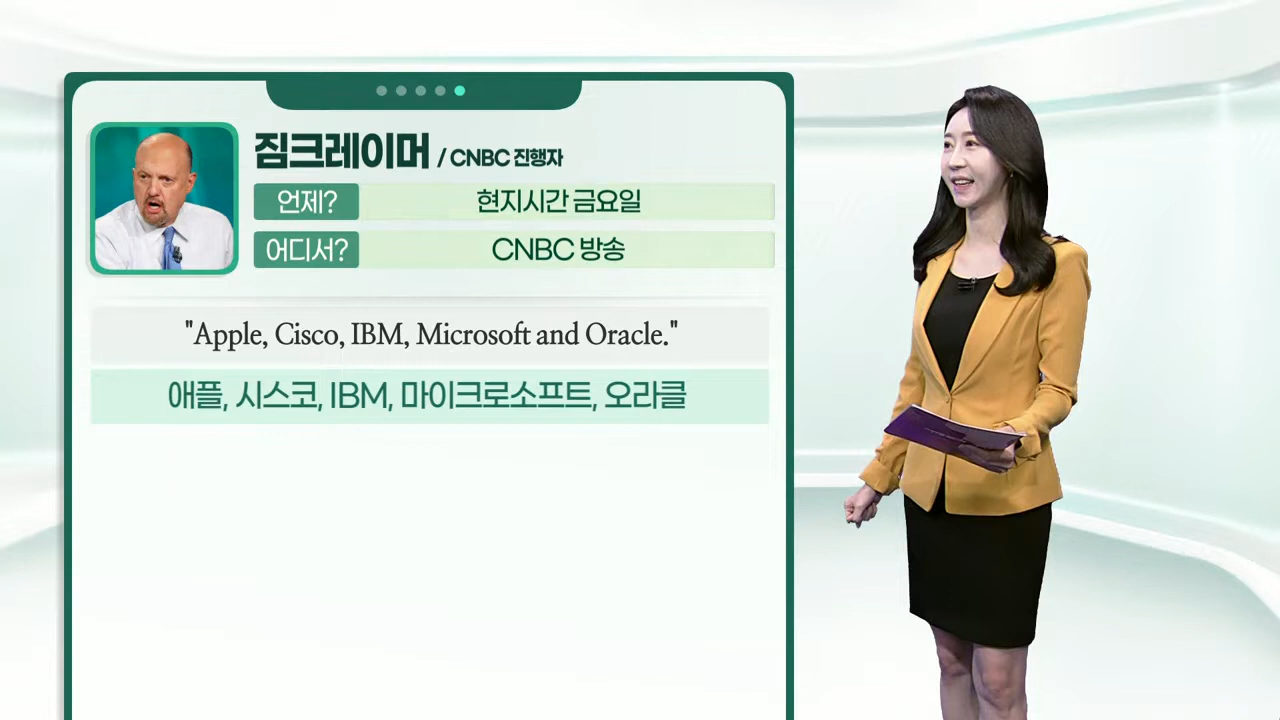 짐크레이머 / CNBC 진행자
언제? 현지시간 금요일
어디서? CNBC 방송
"Apple, Cisco, IBM, Microsoft and Oracle."
애플, 시스코, IBM, 마이크로소프트, 오라클